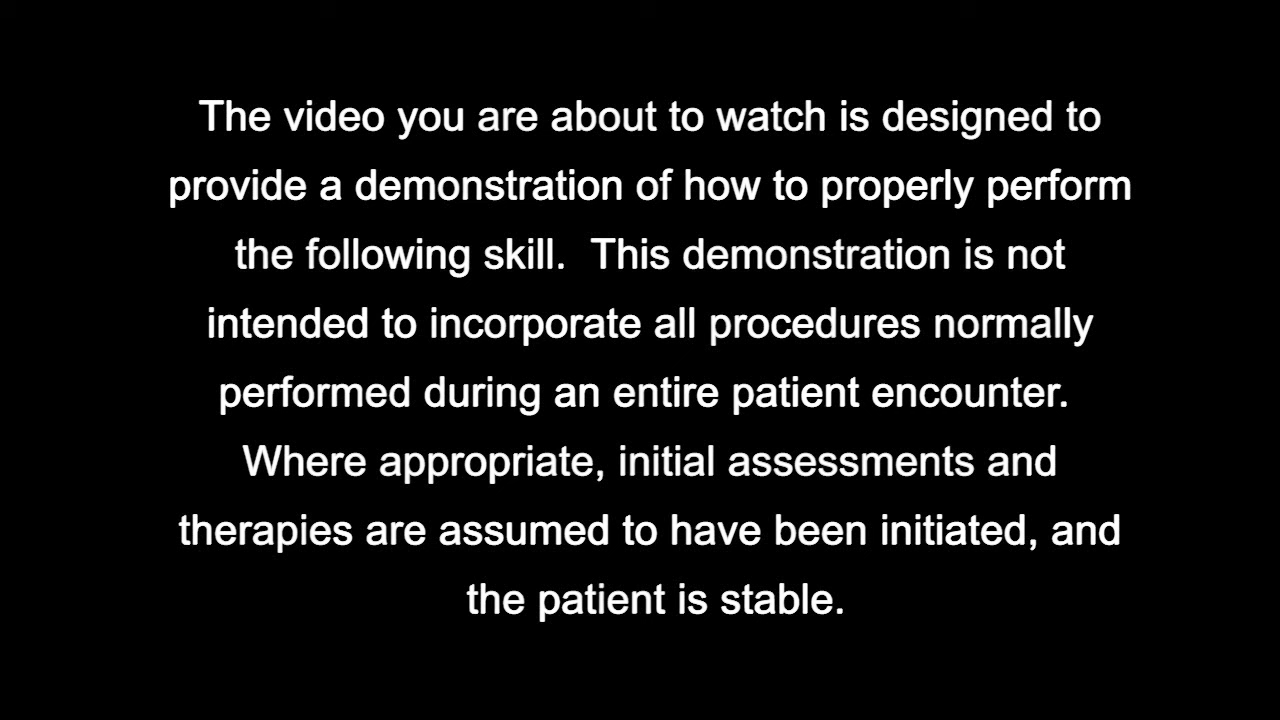 The video you are about to watch is designed to
provide a demonstration of how to properly perform
the following skill.  This demonstration is not
intended to incorporate all procedures normally
performed during an entire patient encounter.
Where appropriate, initial assessments and
therapies are assumed to have been initiated, and
the patient is stable.